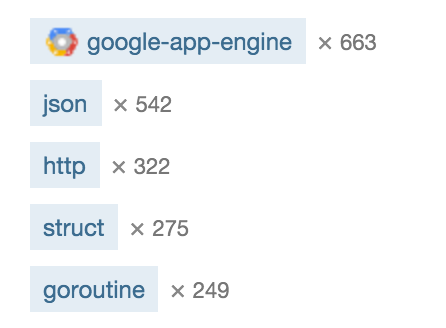 google-app-engine × 663
json × 542
http × 322
struct × 275
goroutine × 249